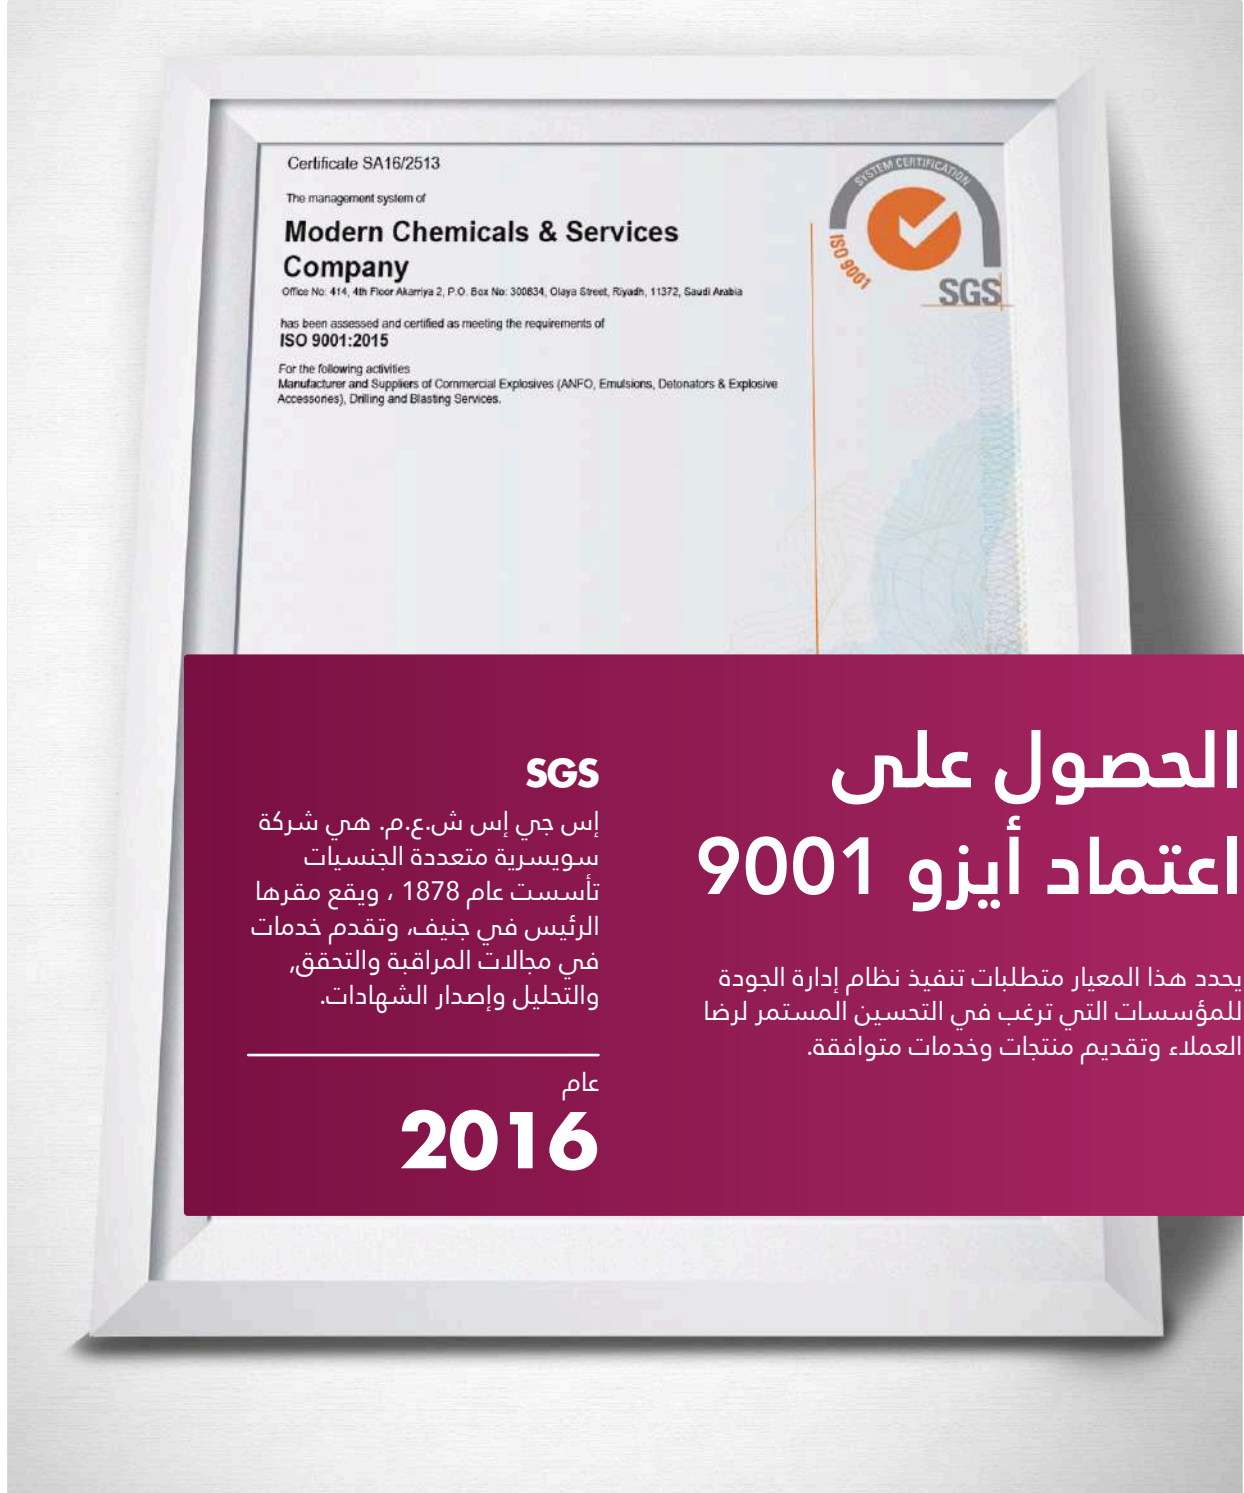 Certificate SA16/2513
The management system of
Modern Chemicals & Services
Company
Office No: 414, 4th Floor Akarriya 2, P.O. Box No: 300634, Olaya Street, Riyadh, 11372, Saudi Arabia
has been assessed and certified as meeting the requirements of
ISO 9001:2015
For the following activities
Manufacturer and Suppliers of Commercial Explosives (ANFO, Emulsions, Detonators & Explosive
Accessories), Drilling and Blasting Services.
SYSTEM CERTIFICATION
ISO 9001
SGS
الحصول على
اعتماد أيزو 9001
يحدد هذا المعيار متطلبات تنفيذ نظام إدارة الجودة
للمؤسسات التي ترغب في التحسين المستمر لرضا
العملاء وتقديم منتجات وخدمات متوافقة.
SGS
إس جي إس ش.ع.م. هي شركة
سويسرية متعددة الجنسيات
تأسست عام 1878 ، ويقع مقرها
الرئيس في جنيف، وتقدم خدمات
في مجالات المراقبة والتحقق,
والتحليل وإصدار الشهادات.
عام
2016